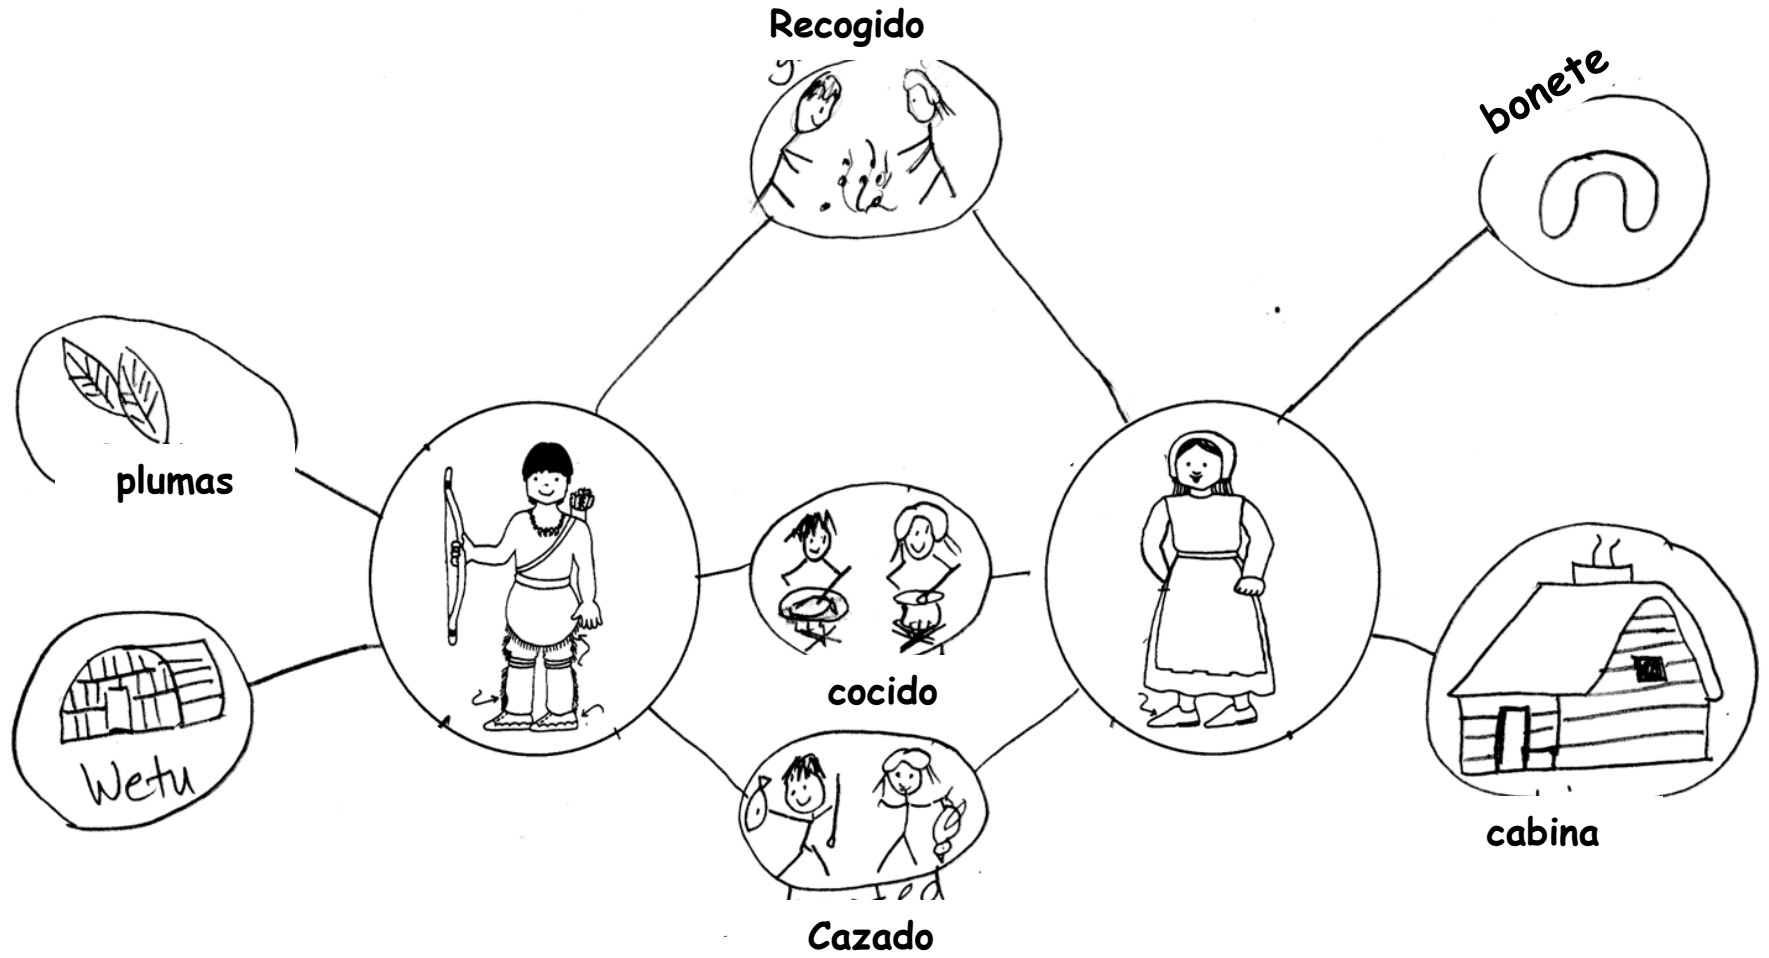 Recogido
bonete
plumas
cocido
Wetu
cabina
Cazado